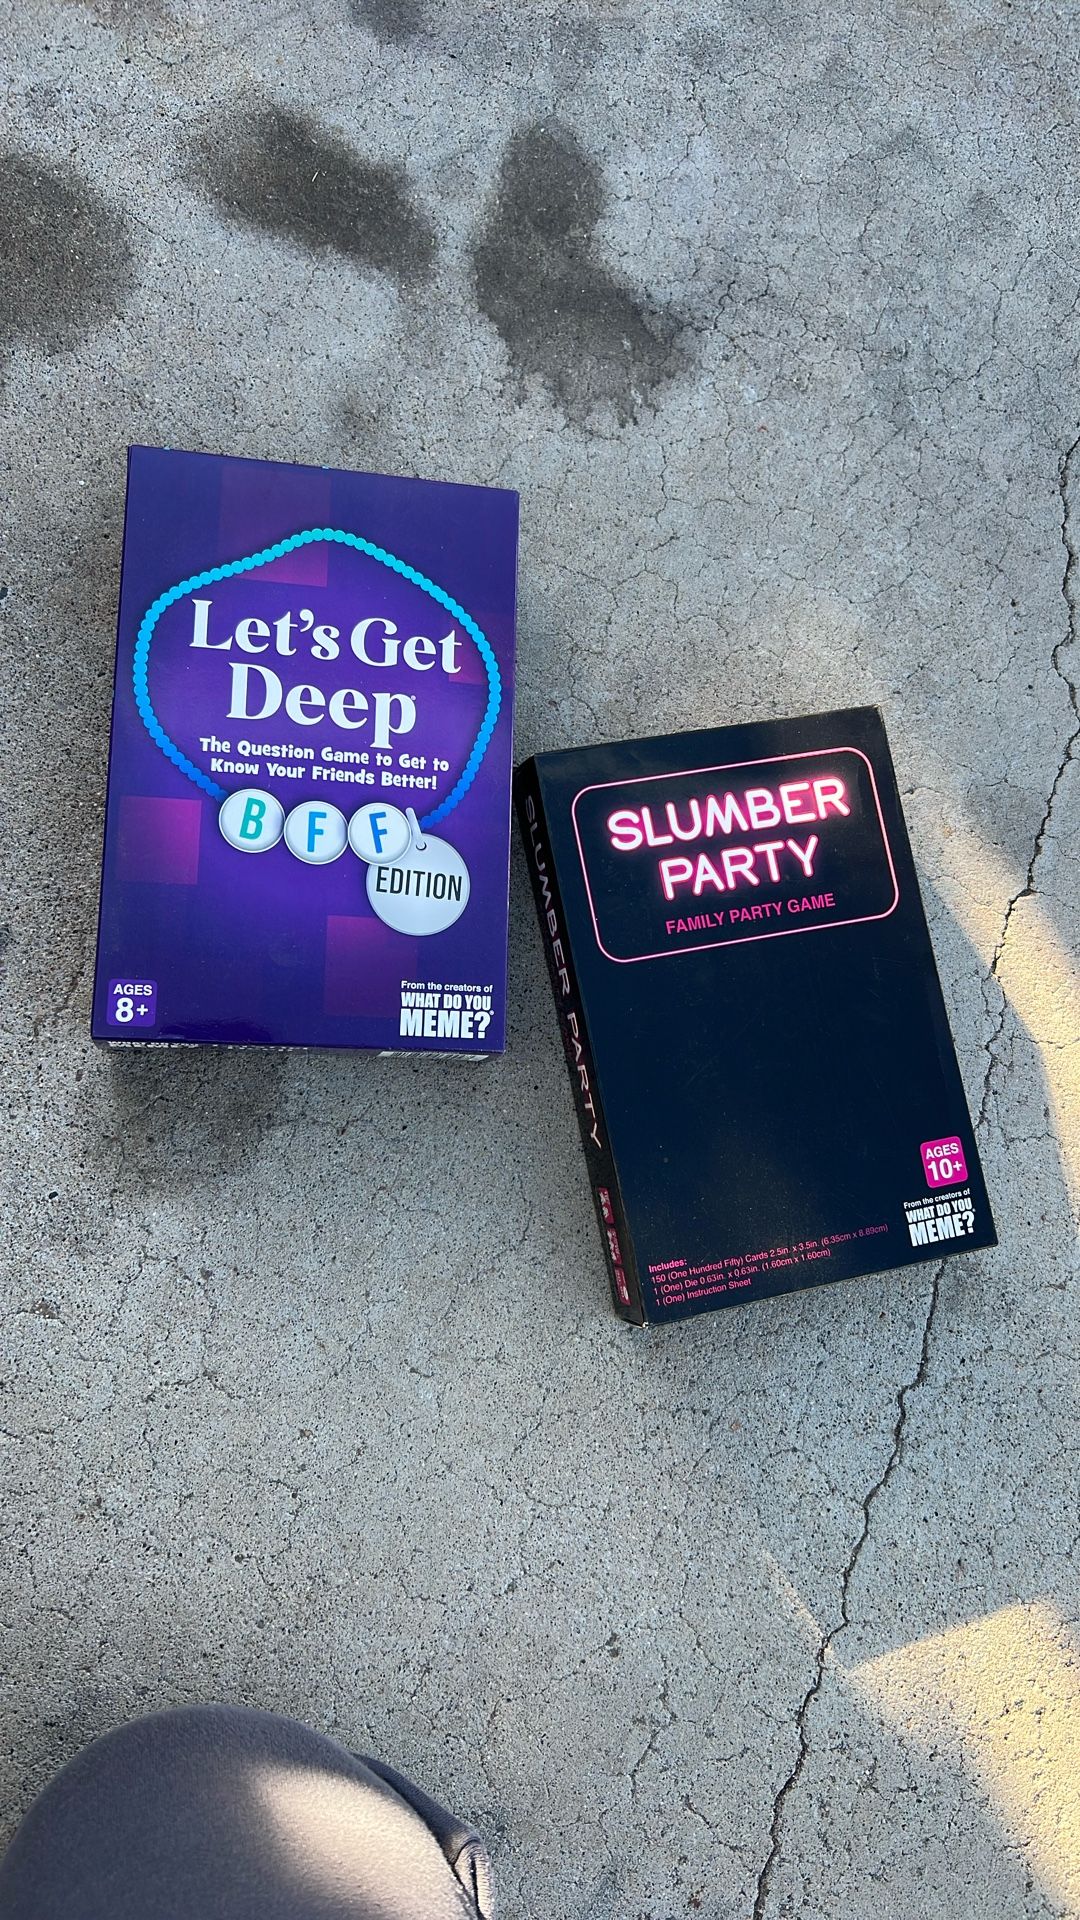 Let's Get
Deep
The Question Game to Get to
Know Your Friends Better!
B F F
EDITION
AGES
8+
From the creators of
WHAT DO YOU
MEME?®
SLUMBER
PARTY
FAMILY PARTY GAME
SLUMBER PARTY
AGES
10+
From the creators of
WHAT DO YOU
MEME?
Includes:
150 (One Hundred Fifty) Cards 2.5in. x 3.5in. (6.35cm x 8.89cm)
1 (One) Die 0.63in. x 0.63in. (1.60cm x 1.60cm)
1 (One) Instruction Sheet